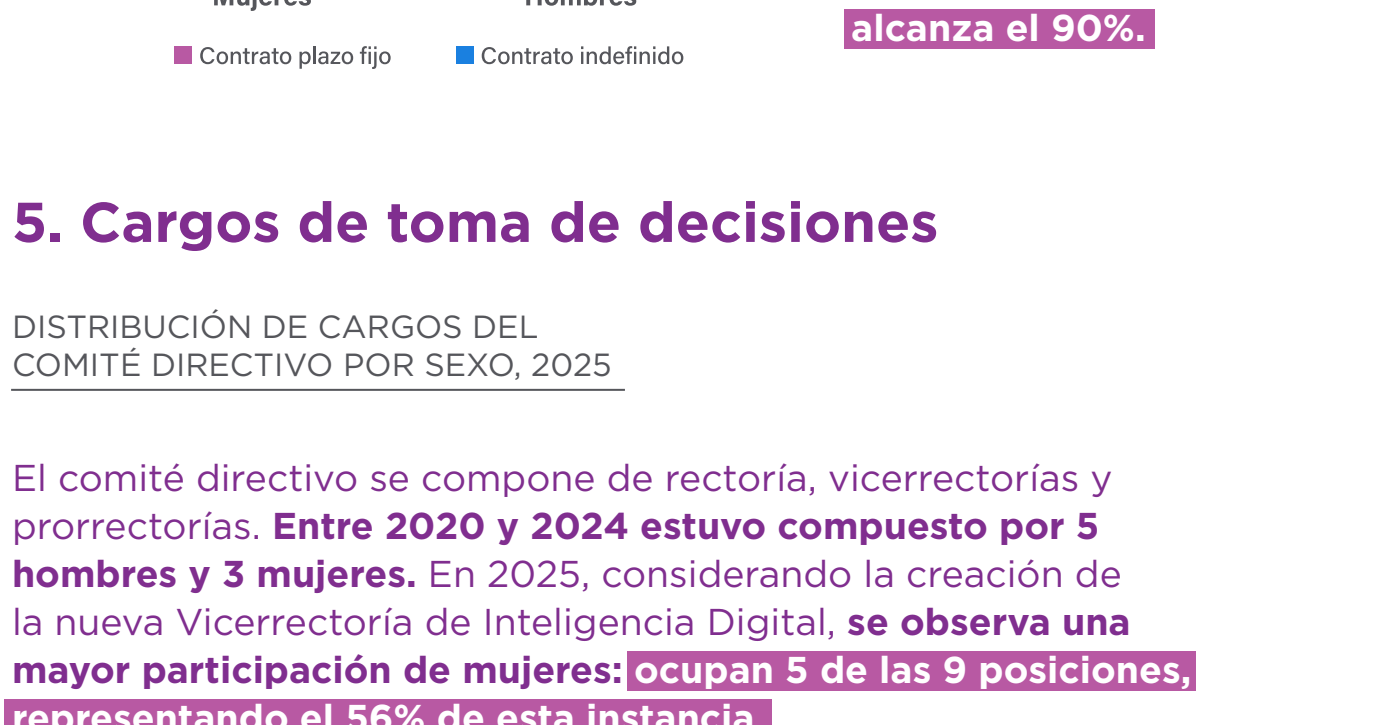 Mujeres
Hombres
alcanza el 90%.
Contrato plazo fijo
Contrato indefinido
5. Cargos de toma de decisiones
DISTRIBUCIÓN DE CARGOS DEL
COMITÉ DIRECTIVO POR SEXO, 2025
El comité directivo se compone de rectoría, vicerrectorías y
prorrectorías. Entre 2020 y 2024 estuvo compuesto por 5
hombres y 3 mujeres. En 2025, considerando la creación de
la nueva Vicerrectoría de Inteligencia Digital, se observa una
mayor participación de mujeres: ocupan 5 de las 9 posiciones,
representando el 56% de esta instancia.